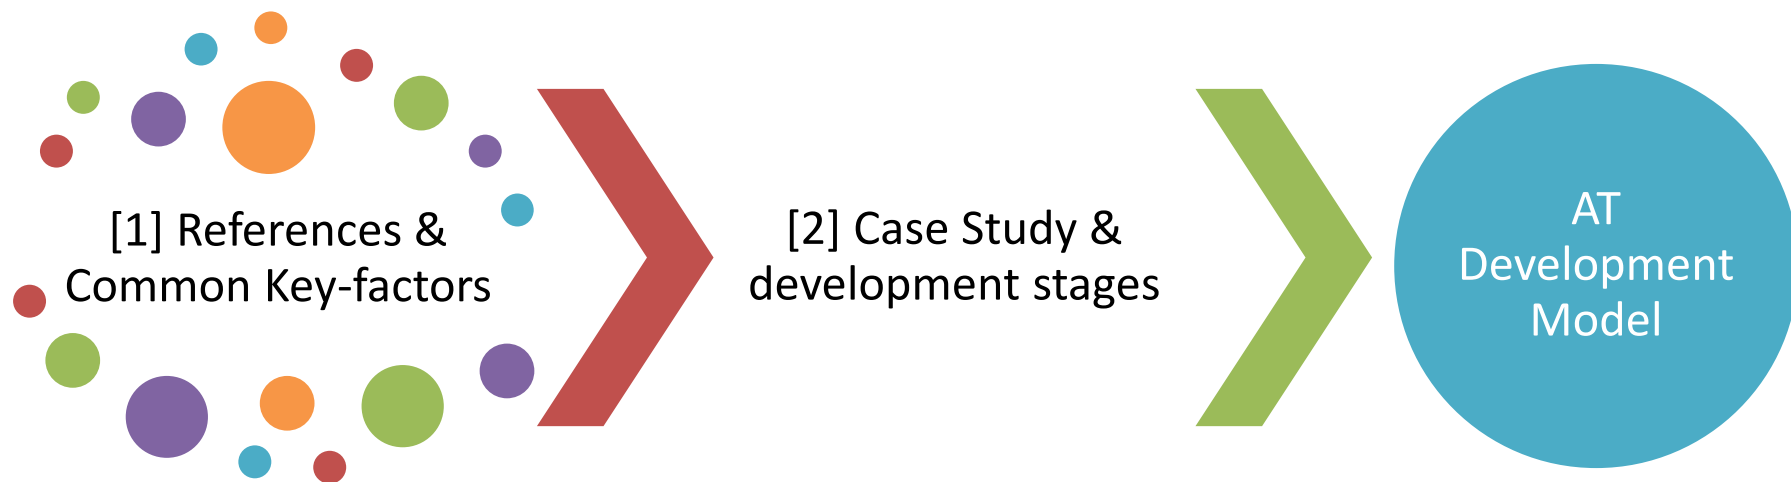 [1] References &
Common Key-factors
[2] Case Study &
development stages
AT
Development
Model